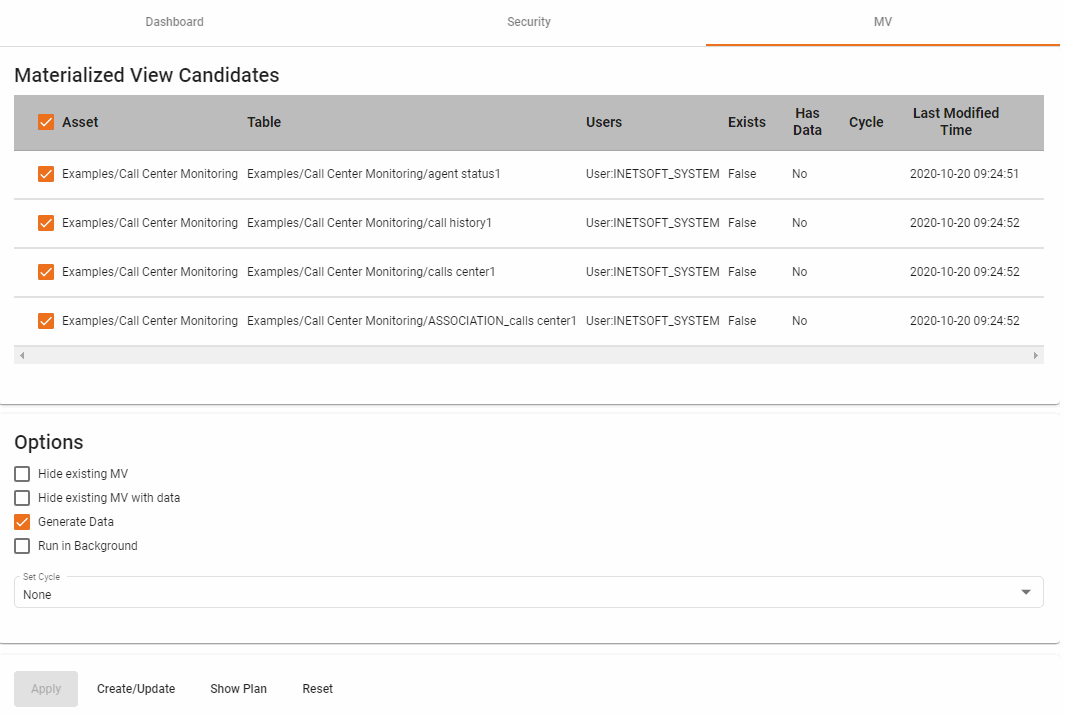 Dashboard Security MV
Materialized View Candidates
Asset Table Users Exists Has Data Cycle Last Modified Time
Examples/Call Center Monitoring Examples/Call Center Monitoring/agent status1 User:INETSOFT_SYSTEM False No 2020-10-20 09:24:51
Examples/Call Center Monitoring Examples/Call Center Monitoring/call history1 User:INETSOFT_SYSTEM False No 2020-10-20 09:24:52
Examples/Call Center Monitoring Examples/Call Center Monitoring/calls center1 User:INETSOFT_SYSTEM False No 2020-10-20 09:24:52
Examples/Call Center Monitoring Examples/Call Center Monitoring/ASSOCIATION_calls center1 User:INETSOFT_SYSTEM False No 2020-10-20 09:24:52
Options
Hide existing MV
Hide existing MV with data
Generate Data
Run in Background
Set Cycle
None
Apply Create/Update Show Plan Reset